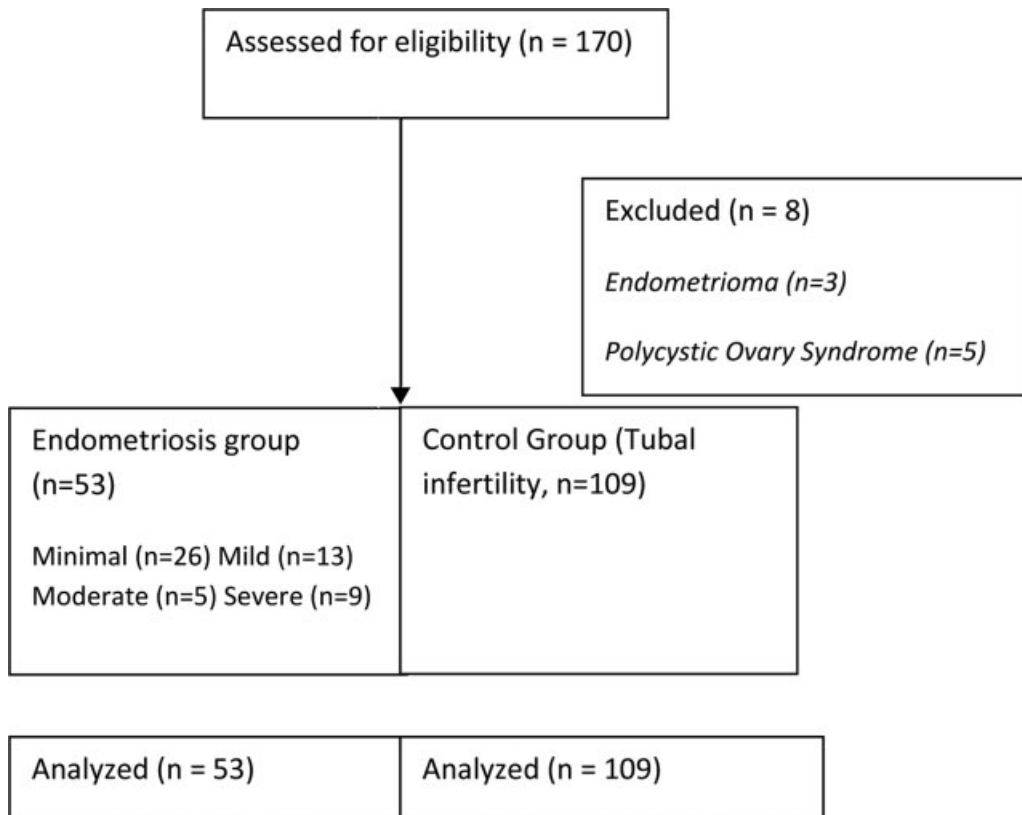 Assessed for eligibility (n = 170)
Excluded (n = 8)
Endometrioma (n=3)
Polycystic Ovary Syndrome (n=5)
Endometriosis group
(n=53)
Minimal (n=26) Mild (n=13)
Moderate (n=5) Severe (n=9)
Control Group (Tubal
infertility, n=109)
Analyzed (n = 53)
Analyzed (n = 109)